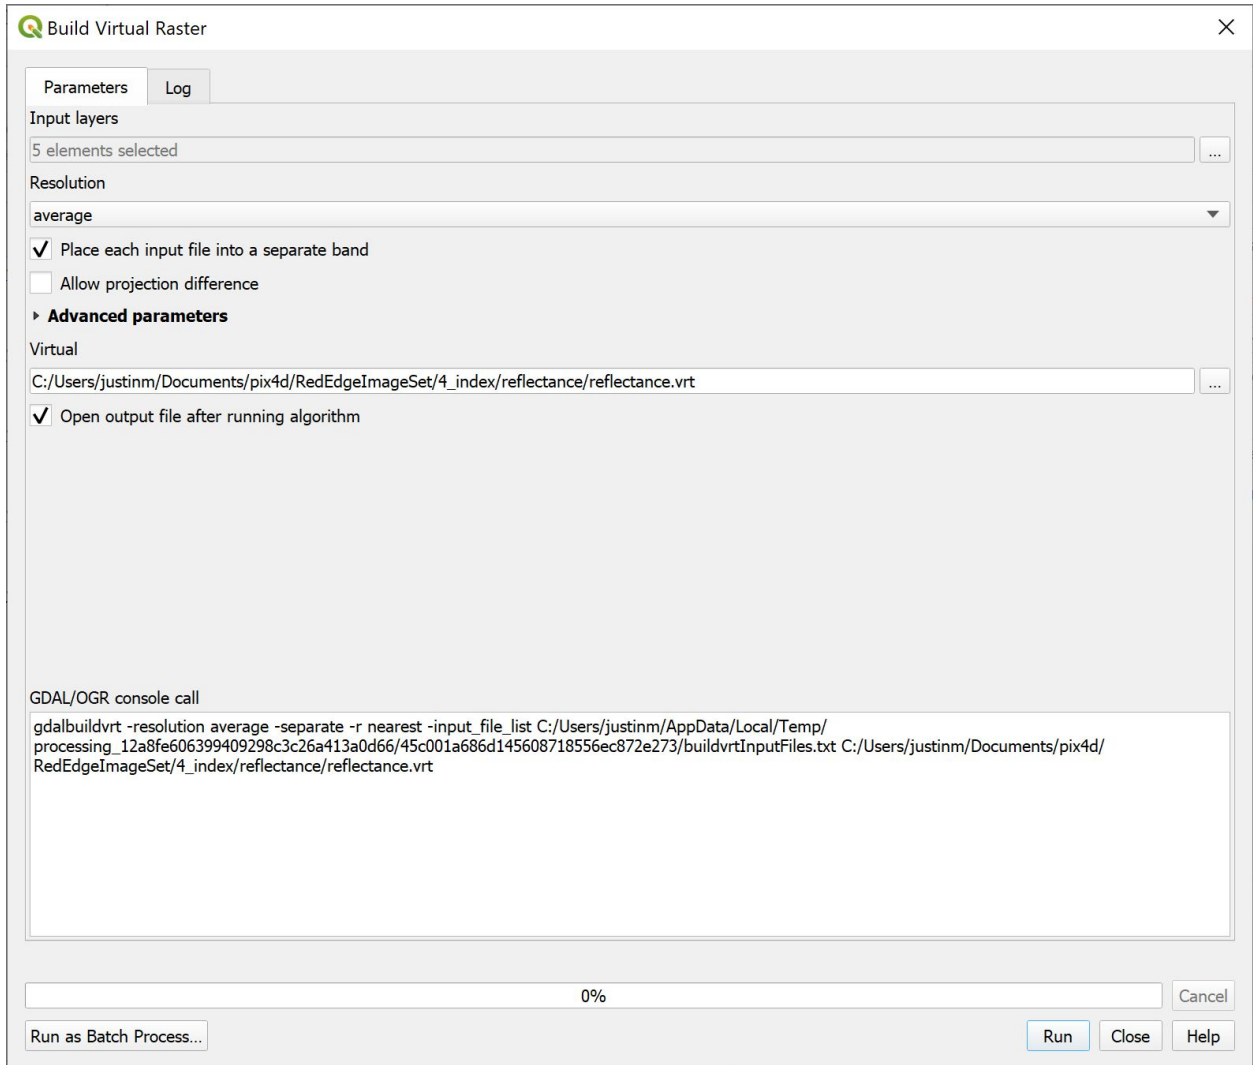 Build Virtual Raster
Parameters
Log
Input layers
5 elements selected
...
Resolution
average
Place each input file into a separate band
Allow projection difference
Advanced parameters
Virtual
C:/Users/justinm/Documents/pix4d/RedEdgeImageSet/4_index/reflectance/reflectance.vrt
...
Open output file after running algorithm
GDAL/OGR console call
gdalbuildvrt -resolution average -separate -r nearest -input_file_list C:/Users/justinm/AppData/Local/Temp/
processing_12a8fe606399409298c3c26a413a0d66/45c001a686d145608718556ec872e273/buildvrtInputFiles.txt C:/Users/justinm/Documents/pix4d/
RedEdgeImageSet/4_index/reflectance/reflectance.vrt
0%
Cancel
Run as Batch Process...
Run
Close
Help